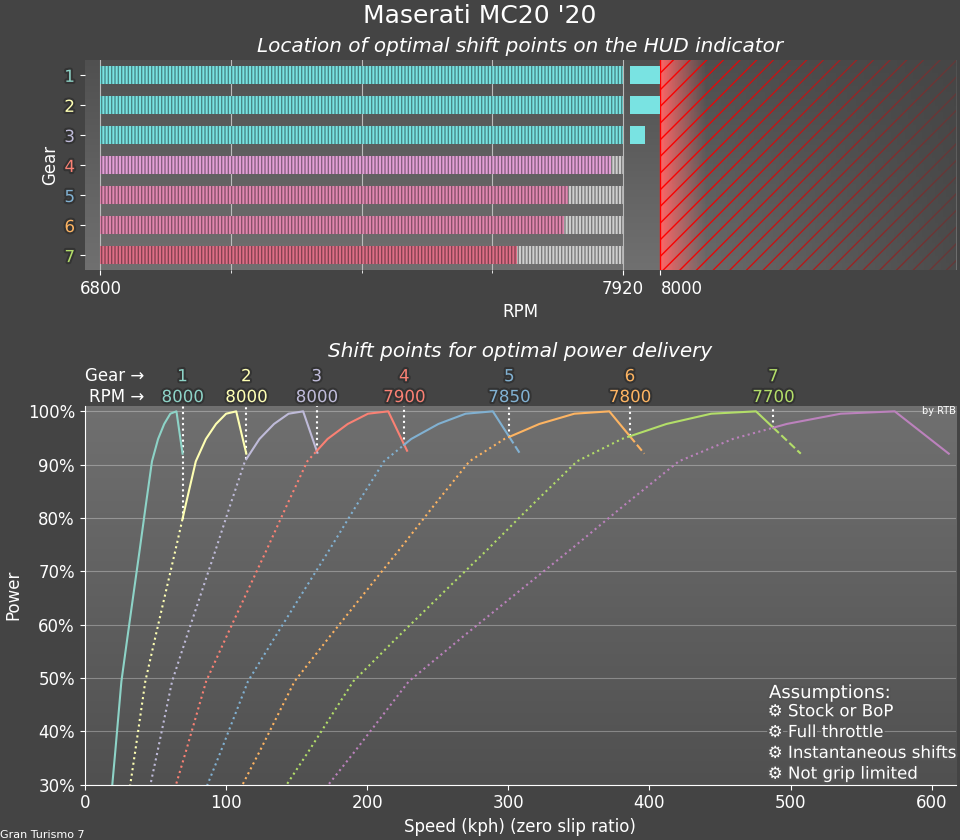 Maserati MC20 '20
Location of optimal shift points on the HUD indicator
Gear
1
2
3
4
5
6
7
6800 7920 8000
RPM
Shift points for optimal power delivery
Gear → 1 2 3 4 5 6 7
RPM → 8000 8000 8000 7900 7850 7800 7700
by RTB
Power
100%
90%
80%
70%
60%
50%
40%
30%
Assumptions:
⚙ Stock or BoP
⚙ Full throttle
⚙ Instantaneous shifts
⚙ Not grip limited
0 100 200 300 400 500 600
Speed (kph) (zero slip ratio)
Gran Turismo 7